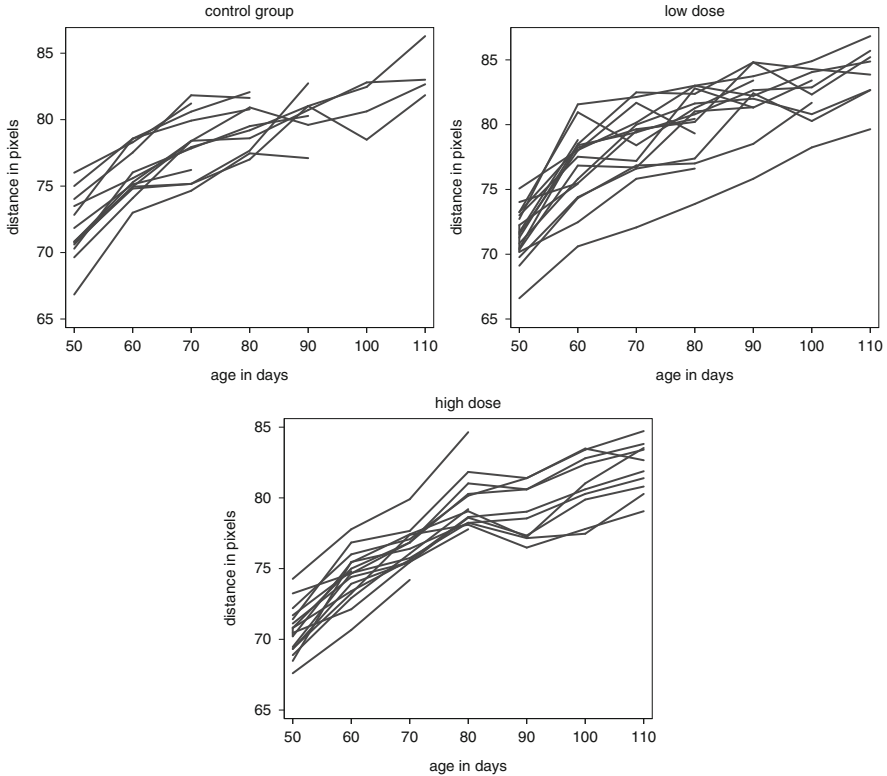 control group
distance in pixels
85
80
75
70
65
50 60 70 80 90 100 110
age in days
low dose
distance in pixels
85
80
75
70
65
50 60 70 80 90 100 110
age in days
high dose
distance in pixels
85
80
75
70
65
50 60 70 80 90 100 110
age in days